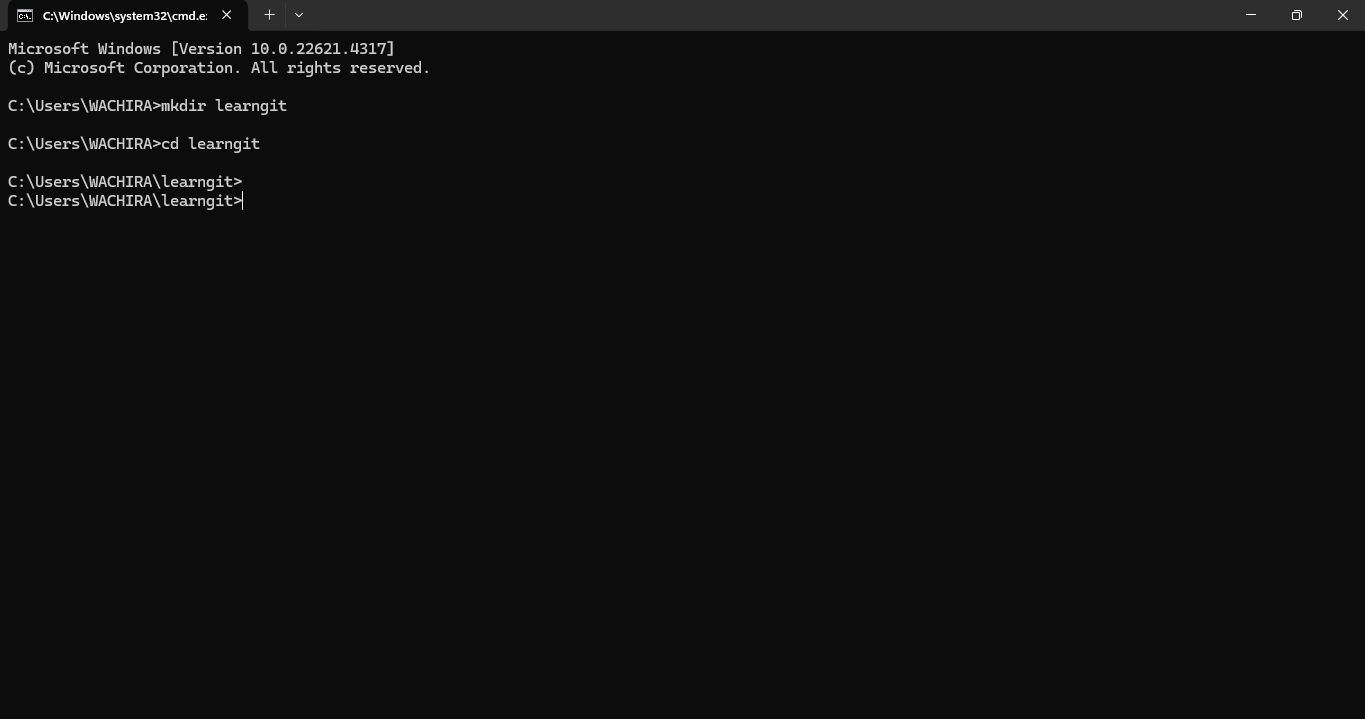 C:\Windows\system32\cmd.e:
Microsoft Windows [Version 10.0.22621.4317]
(c) Microsoft Corporation. All rights reserved.
C:\Users\WACHIRA>mkdir learngit
C:\Users\WACHIRA>cd learngit
C:\Users\WACHIRA\learngit>
C:\Users\WACHIRA\learngit>